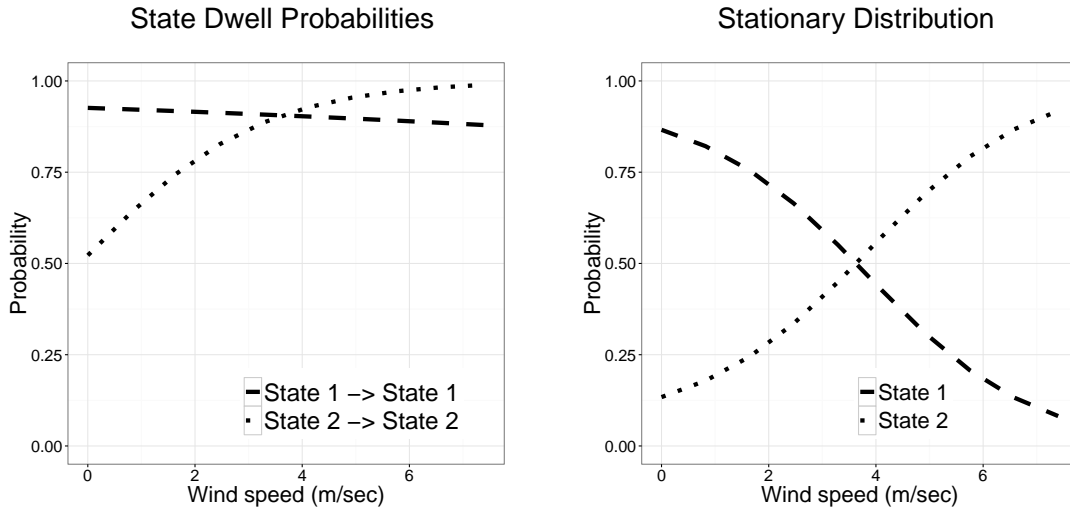 State Dwell Probabilities
Probability
1.00
0.75
0.50
0.25
0.00
0 2 4 6
Wind speed (m/sec)
State 1 −> State 1
State 2 −> State 2
Stationary Distribution
Probability
1.00
0.75
0.50
0.25
0.00
0 2 4 6
Wind speed (m/sec)
State 1
State 2